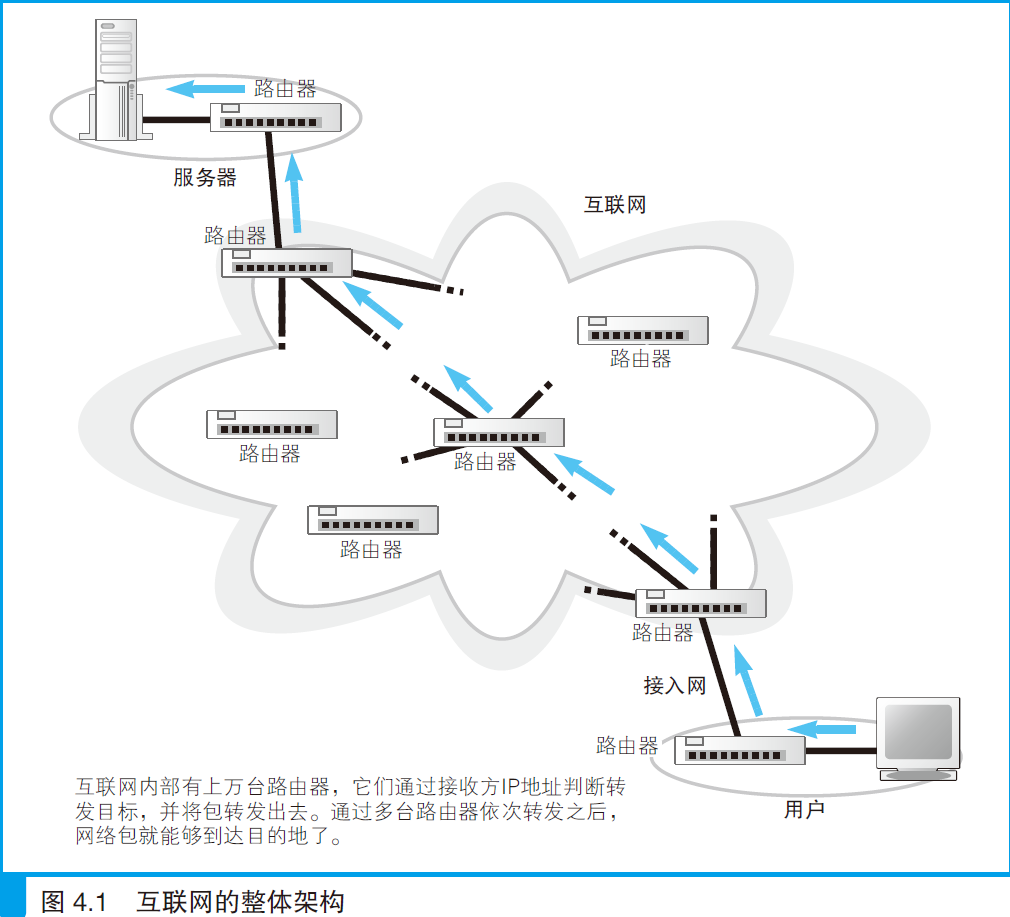 路由器
服务器
互联网
路由器
路由器
路由器
路由器
路由器
路由器
接入网
路由器
用户
互联网内部有上万台路由器，它们通过接收方IP地址判断转
发目标，并将包转发出去。通过多台路由器依次转发之后，
网络包就能够到达目的地了。
图 4.1　互联网的整体架构